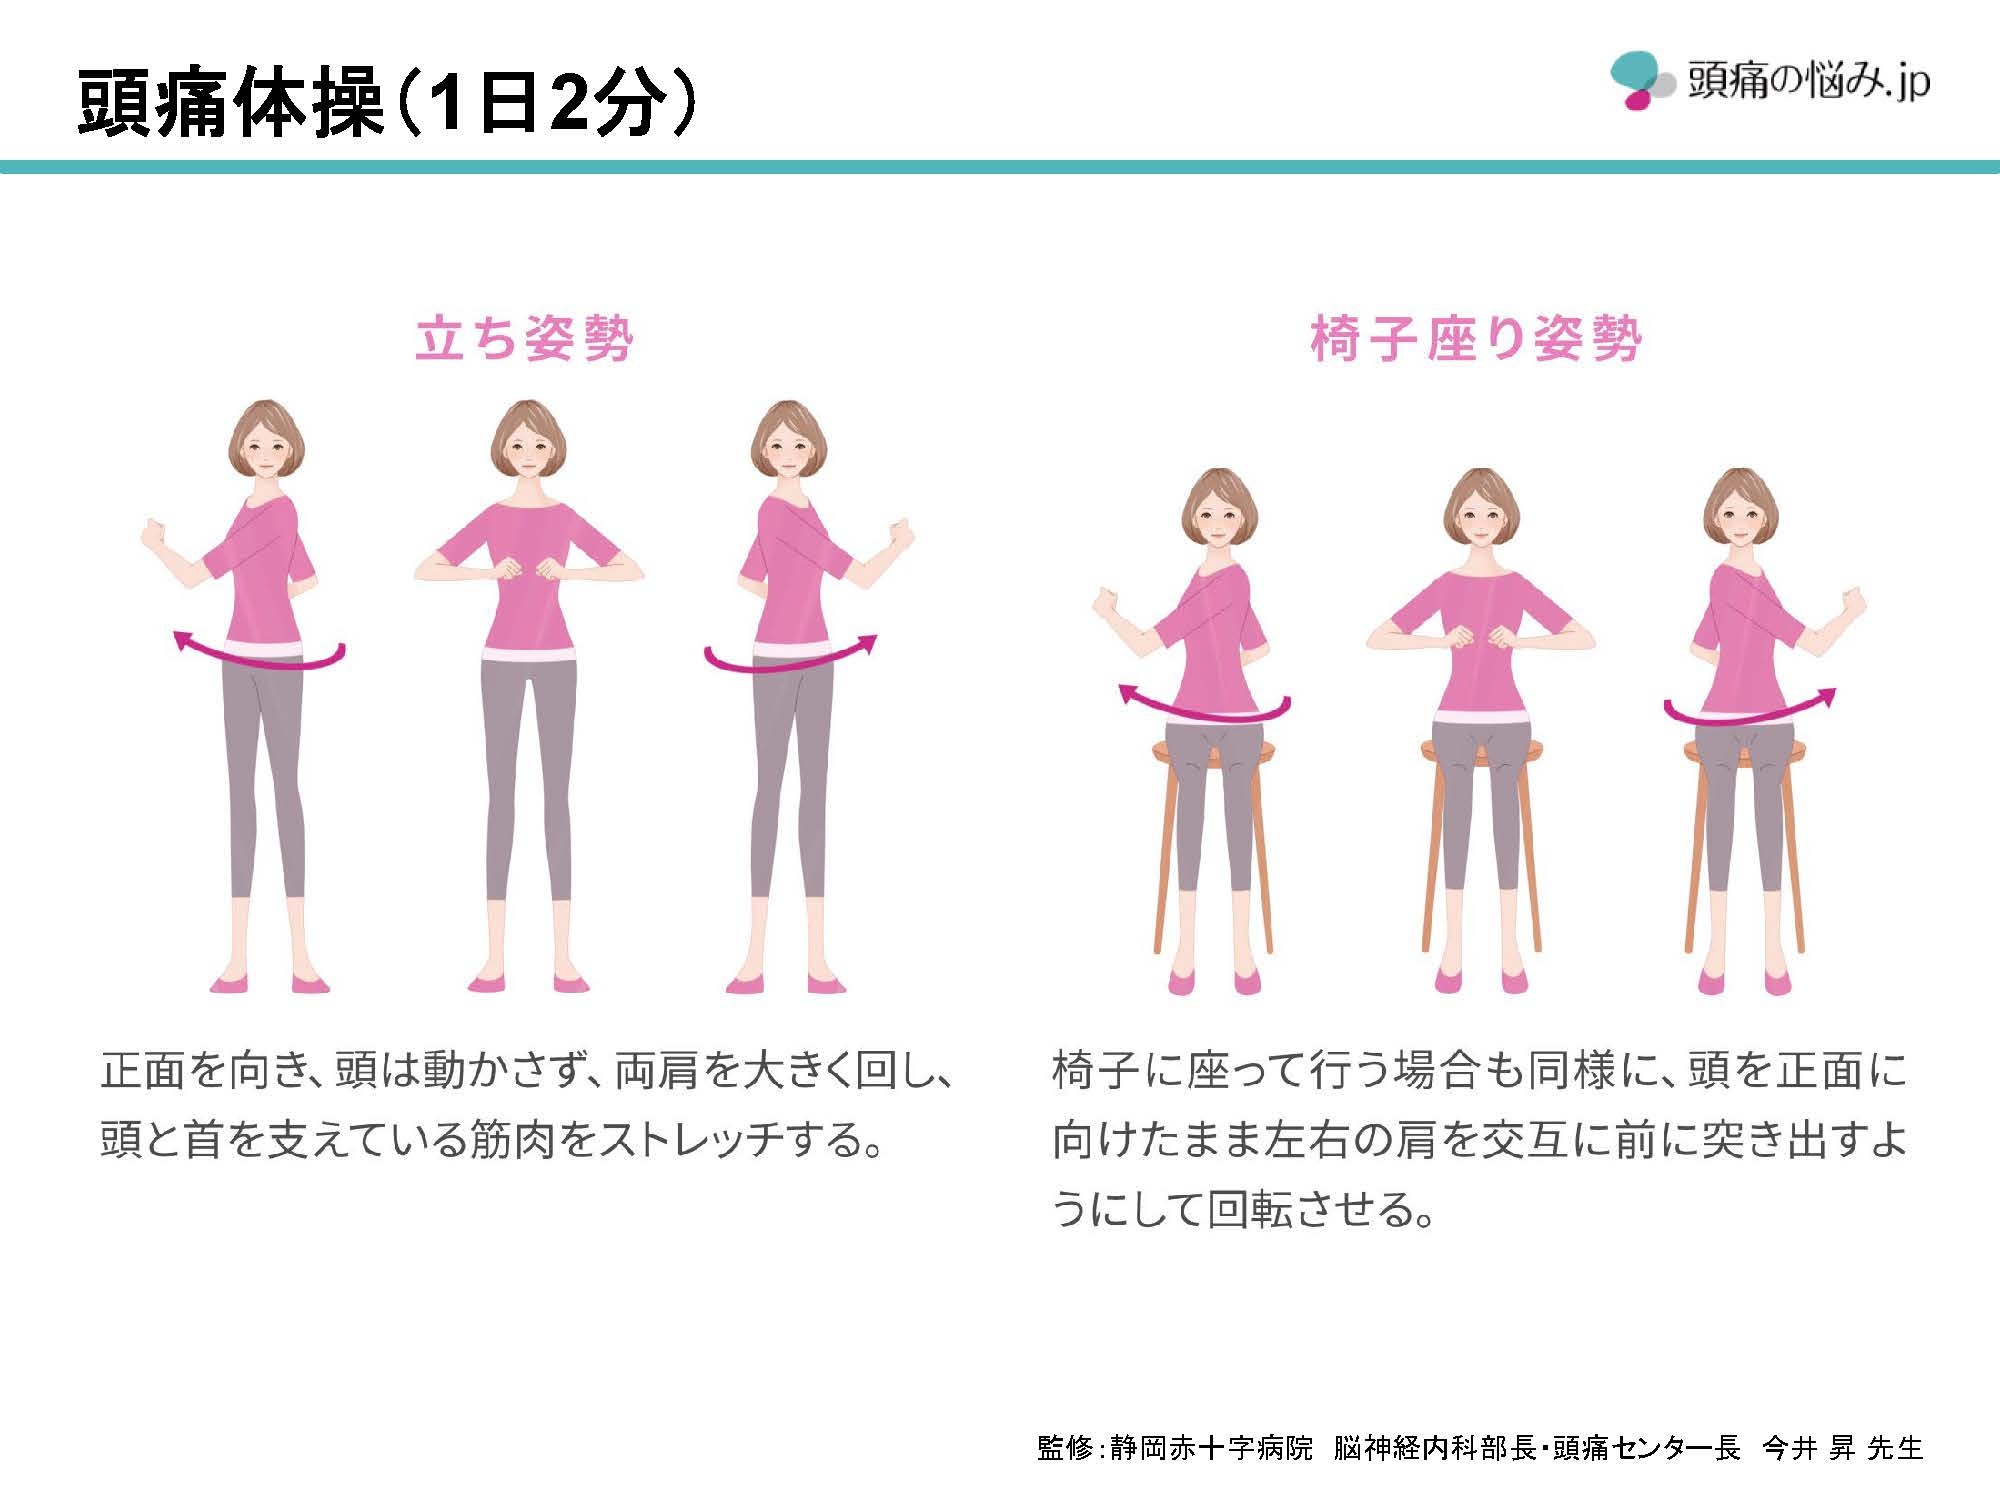 頭痛体操（1日2分）
頭痛の悩み.jp
立ち姿勢
正面を向き、頭は動かさず、両肩を大きく回し、
頭と首を支えている筋肉をストレッチする。
椅子座り姿勢
椅子に座って行う場合も同様に、頭を正面に
向けたまま左右の肩を交互に前に突き出すよ
うにして回転させる。
監修：静岡赤十字病院　脳神経内科部長・頭痛センター長　今井 昇 先生